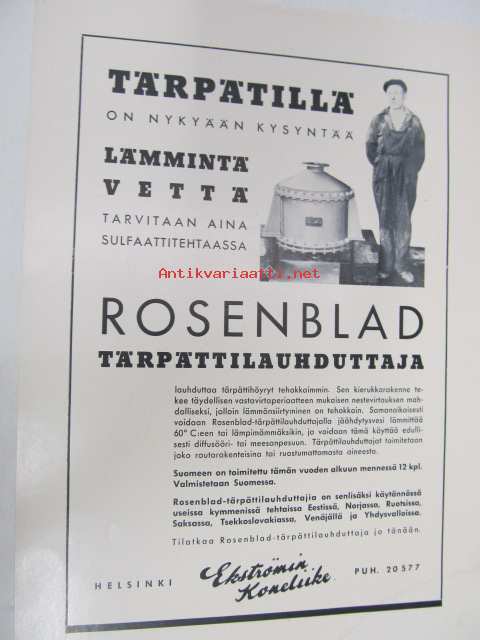 TÄRPÄTILLÄ
ON NYKYÄÄN KYSYNTÄÄ
LÄMMINTÄ
VETTÄ
TARVITAAN AINA
SULFAATTITEHTAASSA
Antikvariaatti.net
ROSENBLAD
TÄRPÄTTILAUHDUTTAJA
lauhduttaa tärpättihöyryt tehokkaimmin. Sen kierukkarakenne te-
kee täydellisen vastavirtaperiaatteen mukaisen nestevirtauksen mah-
dolliseksi, jolloin lämmönsiirtyminen on tehokkain. Samanaikaisesti
voidaan Rosenblad-tärpättilauhduttajalla jäähdytysvesi lämmittää
60° C:een tai lämpimämmäksikin, ja voidaan tämä käyttää edulli-
sesti diffusööri- tai meesanpesuun. Tärpättilauhduttajat toimitetaan
joko rautarakenteisina tai ruostumattomasta aineesta.
Suomeen on toimitettu tämän vuoden alkuun mennessä 12 kpl.
Valmistetaan Suomessa.
Rosenblad-tärpättilauhduttajia on senlisäksi käytännössä
useissa kymmenissä tehtaissa Eestissä, Norjassa, Ruotsissa,
Saksassa, Tsekkoslovakiassa, Venäjällä ja Yhdysvalloissa.
Tilatkaa Rosenblad-tärpättilauhduttaja jo tänään.
HELSINKI Ekströmin Koneliike PUH. 20577